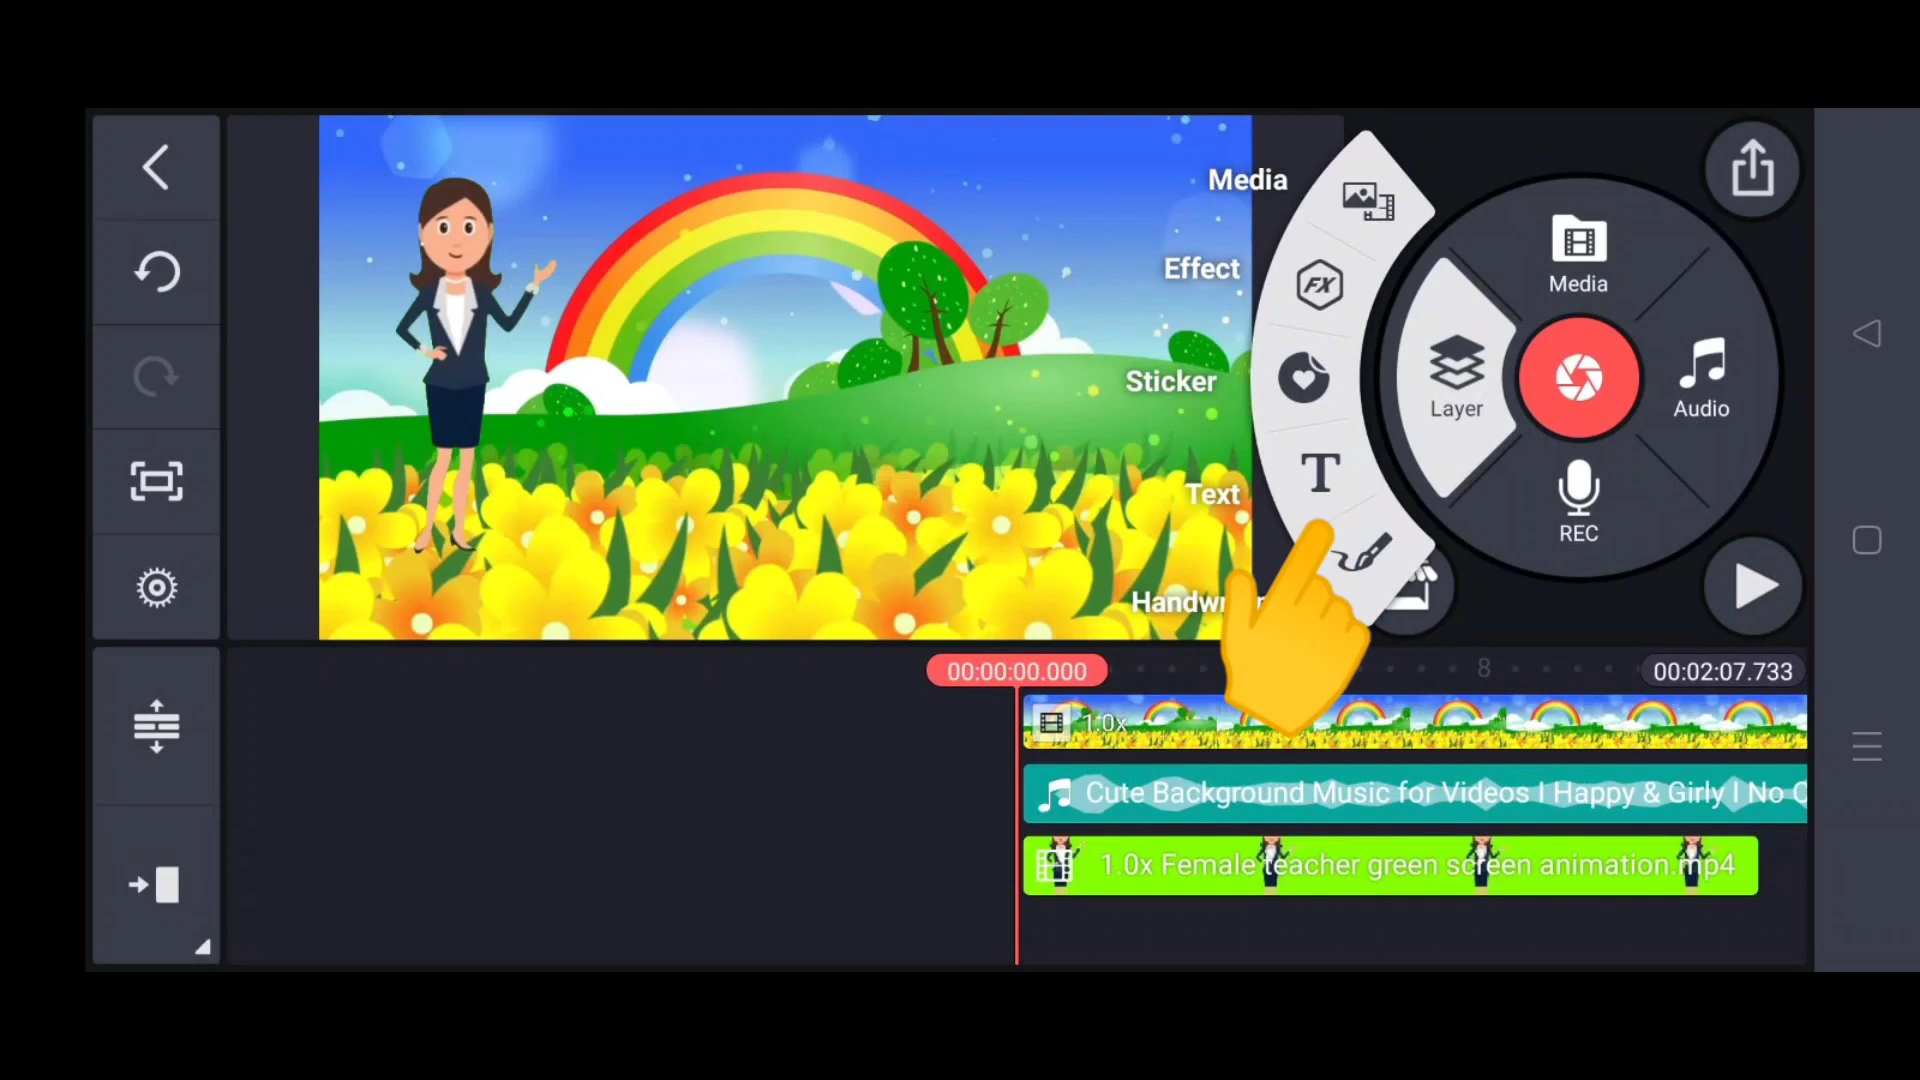 Media
Effect
Sticker
Text
FX
T
Media
Layer
Audio
REC
00:00:00.000
8
00:02:07.733
1.0x
Cute Background Music for Videos I Happy & Girly I No
1.0x Female teacher green screen animation.mp4